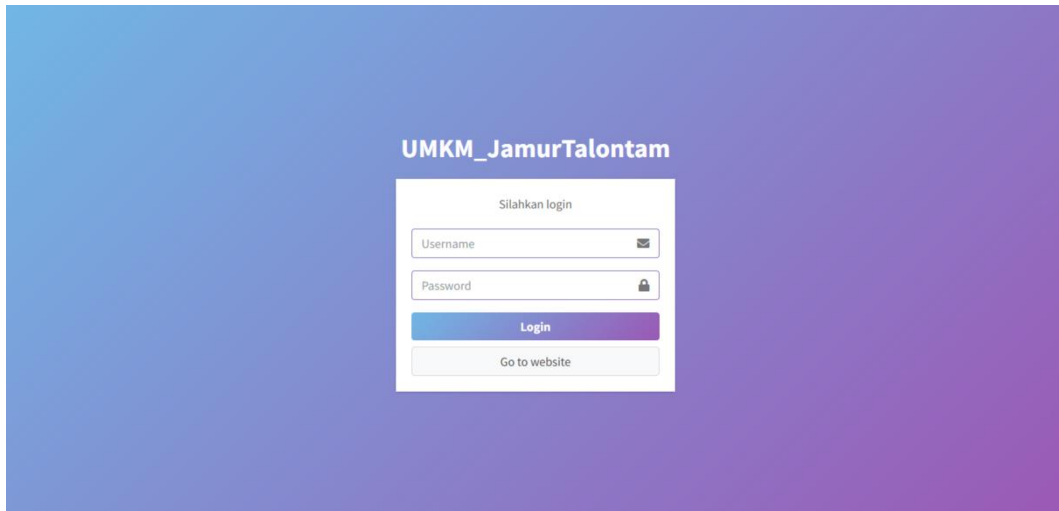 UMKM_JamurTalontam
Silahkan login
Username
Password
Login
Go to website